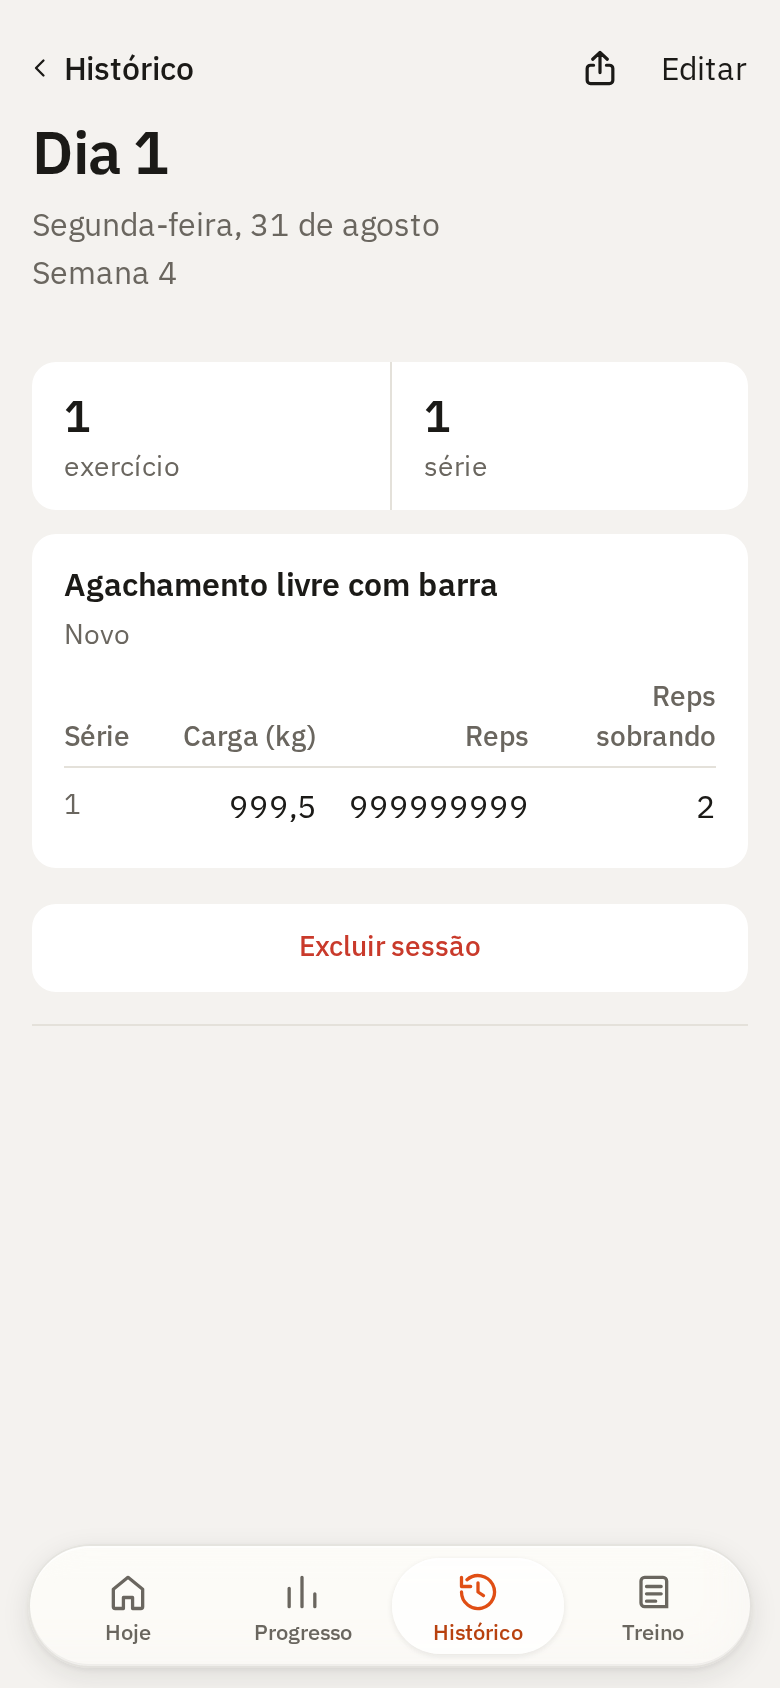 Histórico
Editar
Dia 1
Segunda-feira, 31 de agosto
Semana 4
1
exercício
1
série
Agachamento livre com barra
Novo
Série Carga (kg) Reps Reps sobrando
1 999,5 999999999 2
Excluir sessão
Hoje
Progresso
Histórico
Treino